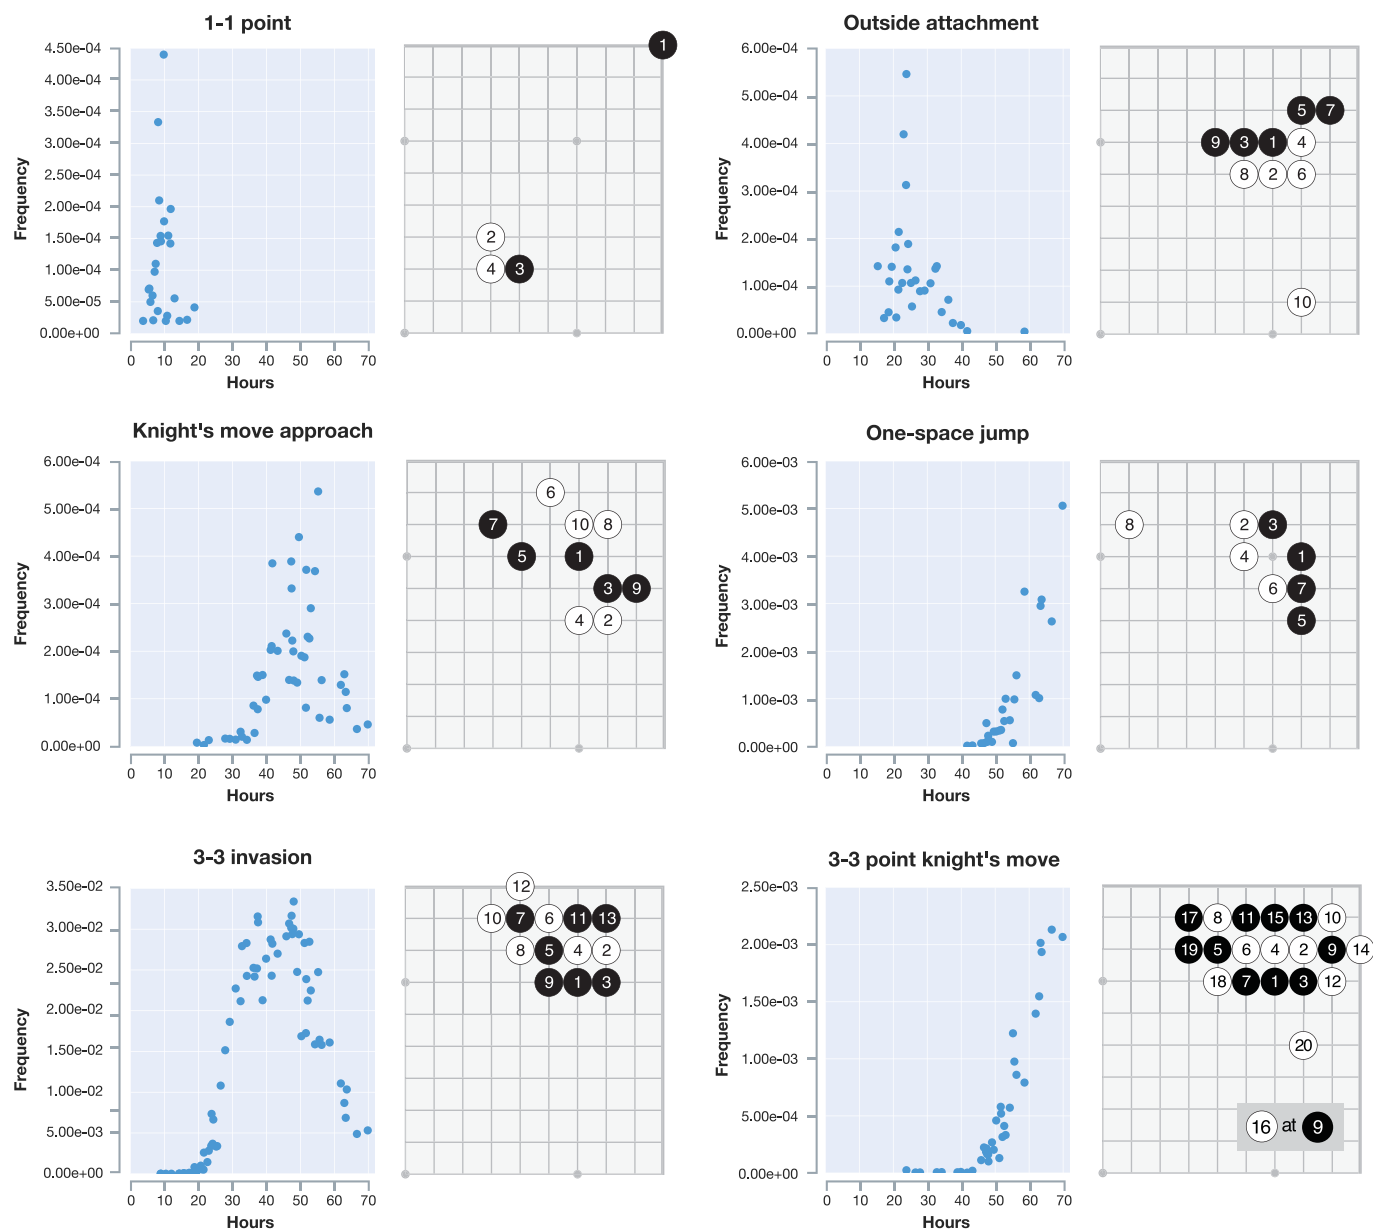 1-1 point
Frequency
4.50e-04
4.00e-04
3.50e-04
3.00e-04
2.50e-04
2.00e-04
1.50e-04
1.00e-04
5.00e-05
0.00e+00
0 10 20 30 40 50 60 70
Hours
1
2
4 3
Outside attachment
Frequency
6.00e-04
5.00e-04
4.00e-04
3.00e-04
2.00e-04
1.00e-04
0.00e+00
0 10 20 30 40 50 60 70
Hours
5 7
9 3 1 4
8 2 6
10
Knight's move approach
Frequency
6.00e-04
5.00e-04
4.00e-04
3.00e-04
2.00e-04
1.00e-04
0.00e+00
0 10 20 30 40 50 60 70
Hours
6
7 10 8
5 1
3 9
4 2
One-space jump
Frequency
6.00e-03
5.00e-03
4.00e-03
3.00e-03
2.00e-03
1.00e-03
0.00e+00
0 10 20 30 40 50 60 70
Hours
8 2 3
4 1
6 7
5
3-3 invasion
Frequency
3.50e-02
3.00e-02
2.50e-02
2.00e-02
1.50e-02
1.00e-02
5.00e-03
0.00e+00
0 10 20 30 40 50 60 70
Hours
12
10 7 6 11 13
8 5 4 2
9 1 3
3-3 point knight's move
Frequency
2.50e-03
2.00e-03
1.50e-03
1.00e-03
5.00e-04
0.00e+00
0 10 20 30 40 50 60 70
Hours
17 8 11 15 13 10
19 5 6 4 2 9 14
18 7 1 3 12
20
16 at 9